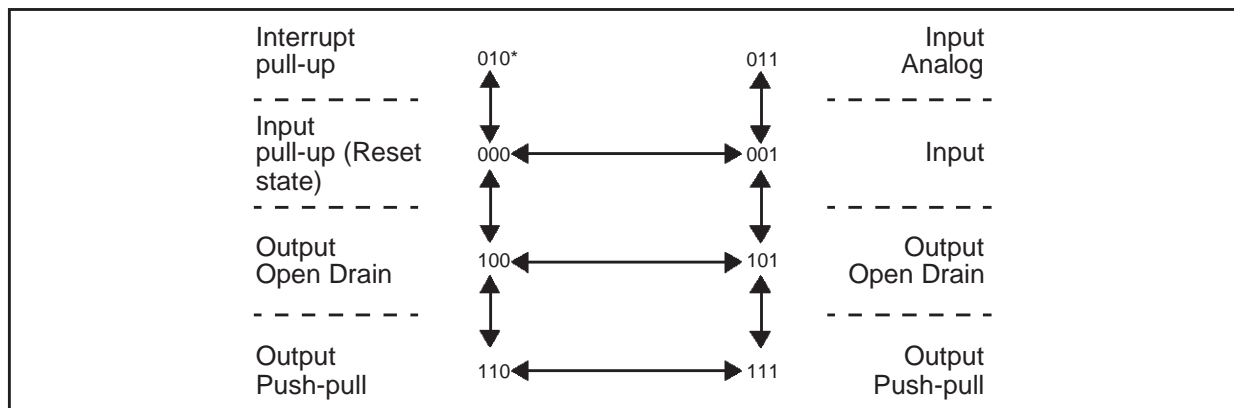 Interrupt
pull-up
010*
011
Input
Analog
Input
pull-up (Reset
state)
000
001
Input
Output
Open Drain
100
101
Output
Open Drain
Output
Push-pull
110
111
Output
Push-pull